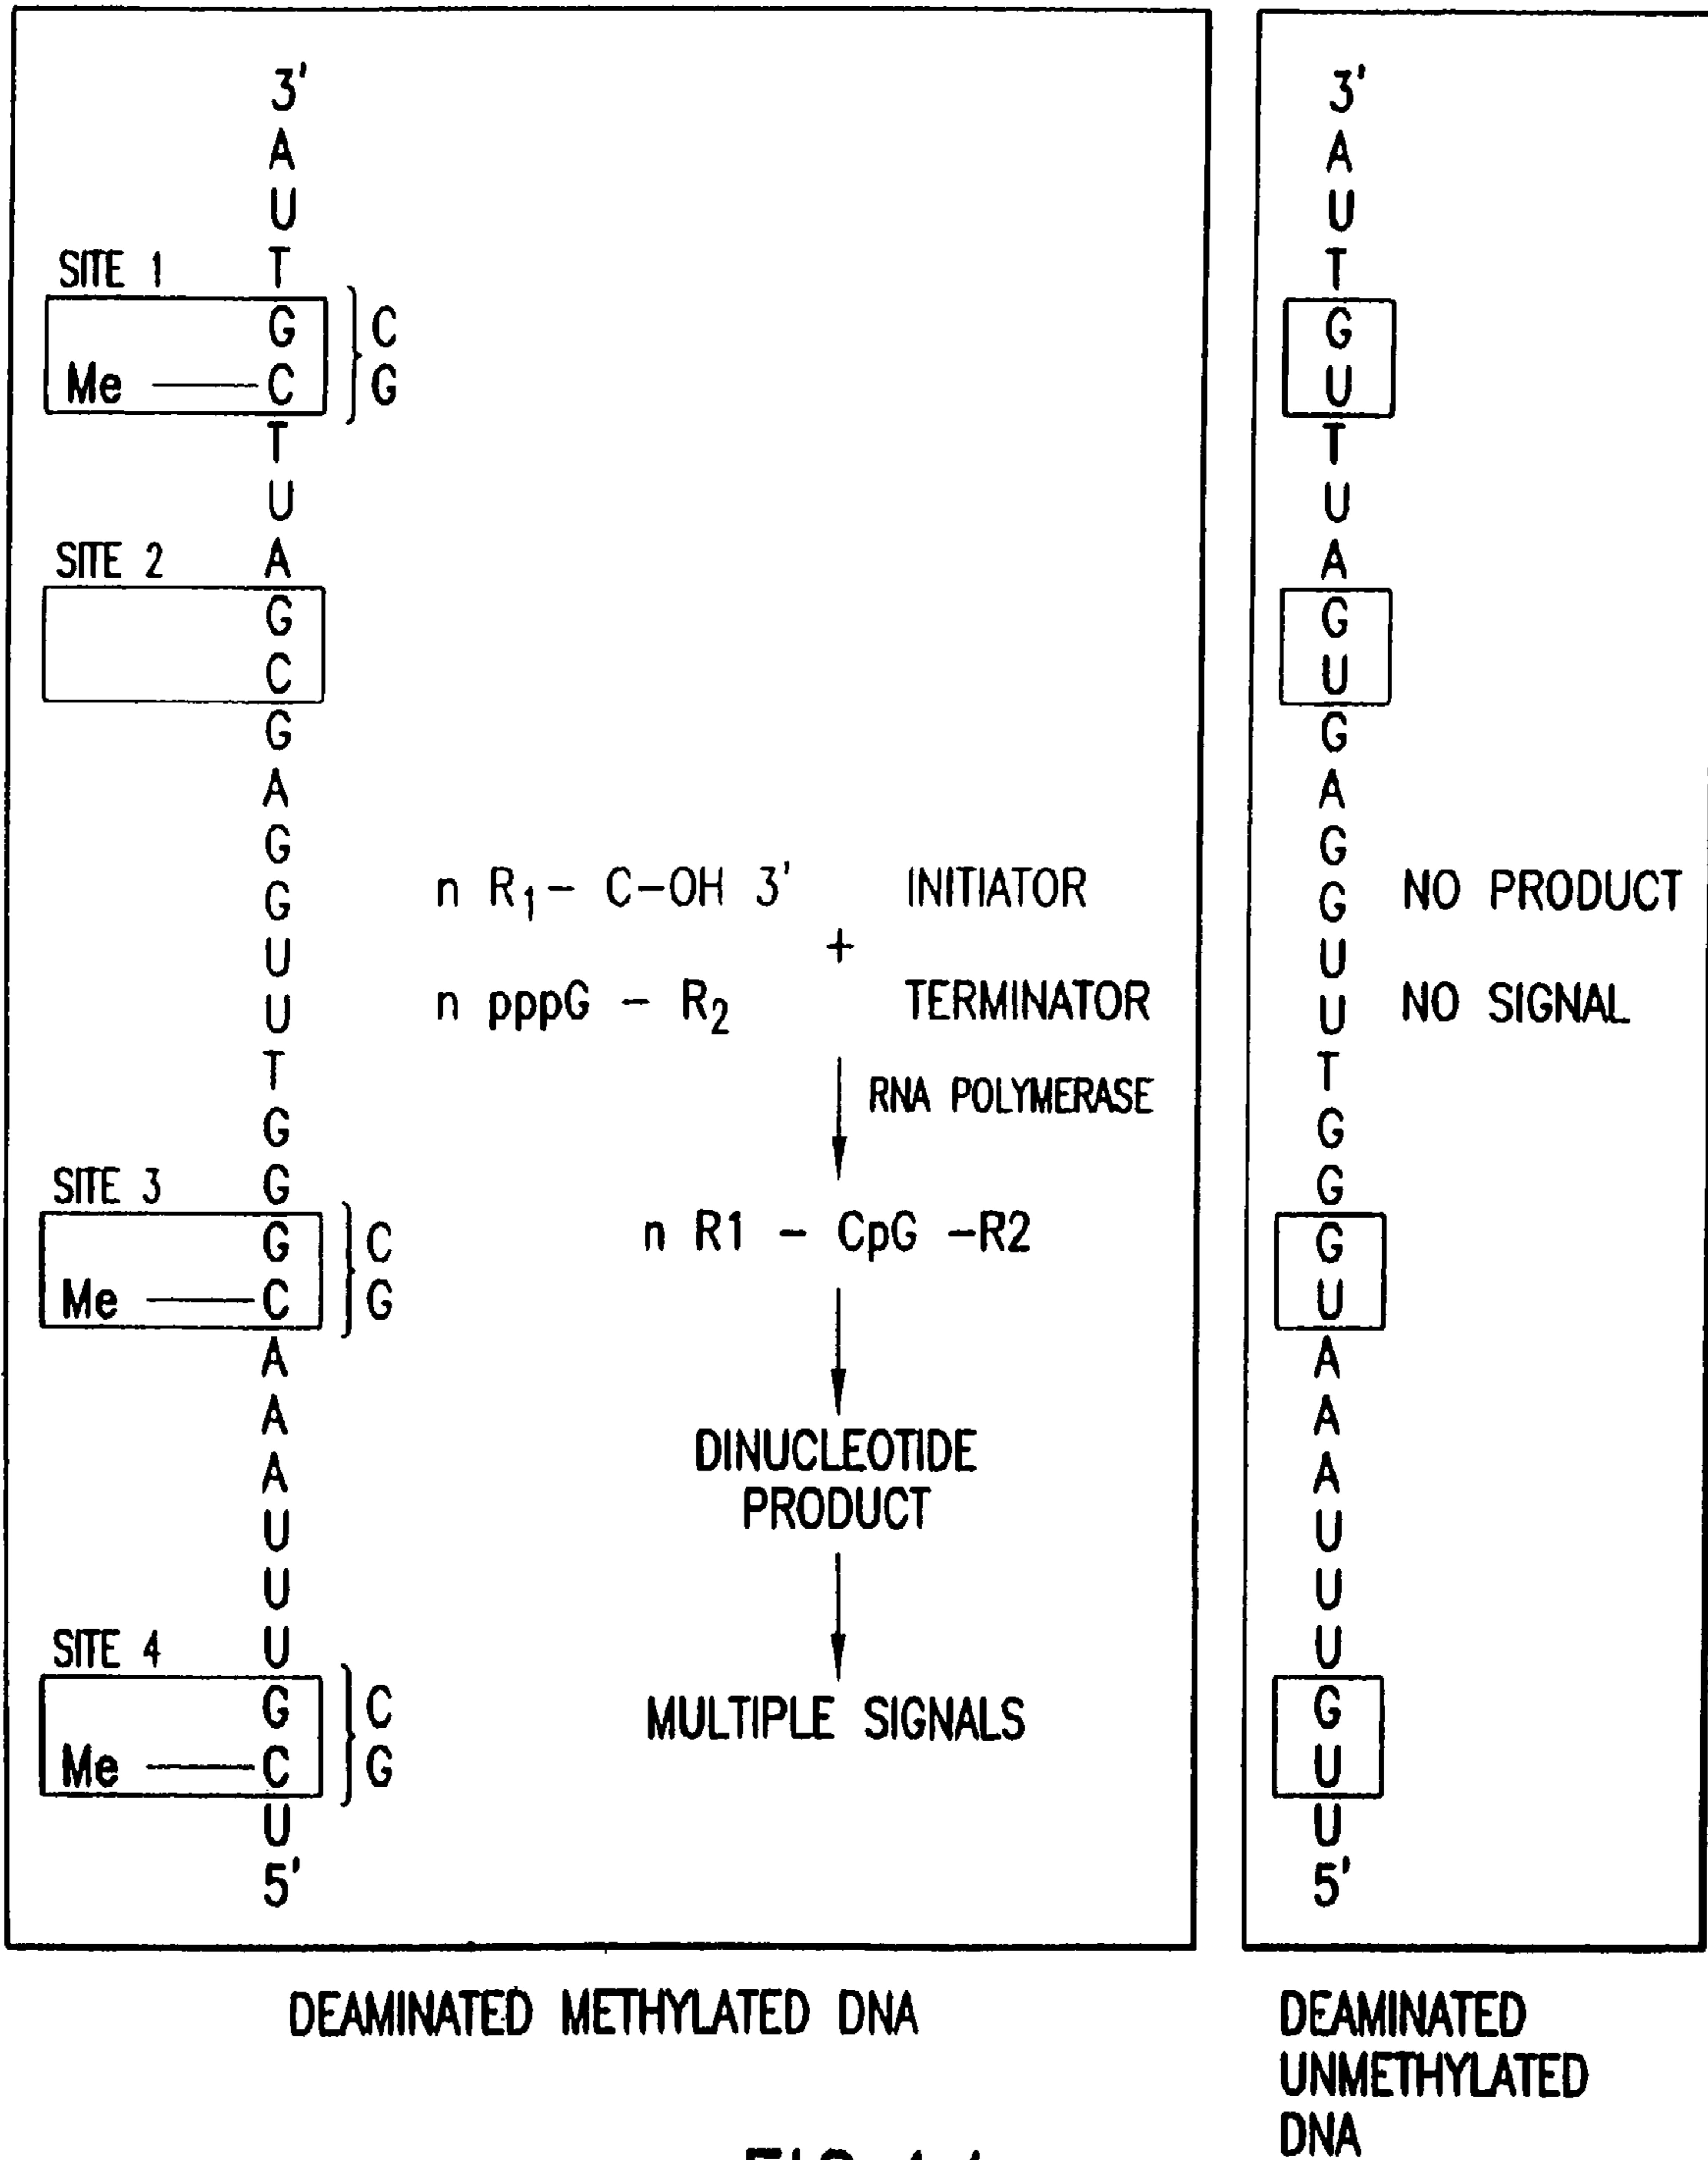 3'
A
U
T
SITE 1
G
C
Me
C
G
T
U
A
SITE 2
G
C
G
A
G
G
U
U
T
G
G
SITE 3
G
C
Me
C
G
A
A
A
U
U
U
SITE 4
G
C
Me
C
G
U
5'
n R1– C–OH 3' INITIATOR
+
n pppG – R2 TERMINATOR
RNA POLYMERASE
n R1 – CpG –R2
DINUCLEOTIDE
PRODUCT
MULTIPLE SIGNALS
DEAMINATED METHYLATED DNA
3'
A
U
T
G
U
T
U
A
G
U
G
A
G
G
U
U
T
G
G
G
U
A
A
A
U
U
U
G
U
U
5'
NO PRODUCT
NO SIGNAL
DEAMINATED
UNMETHYLATED
DNA